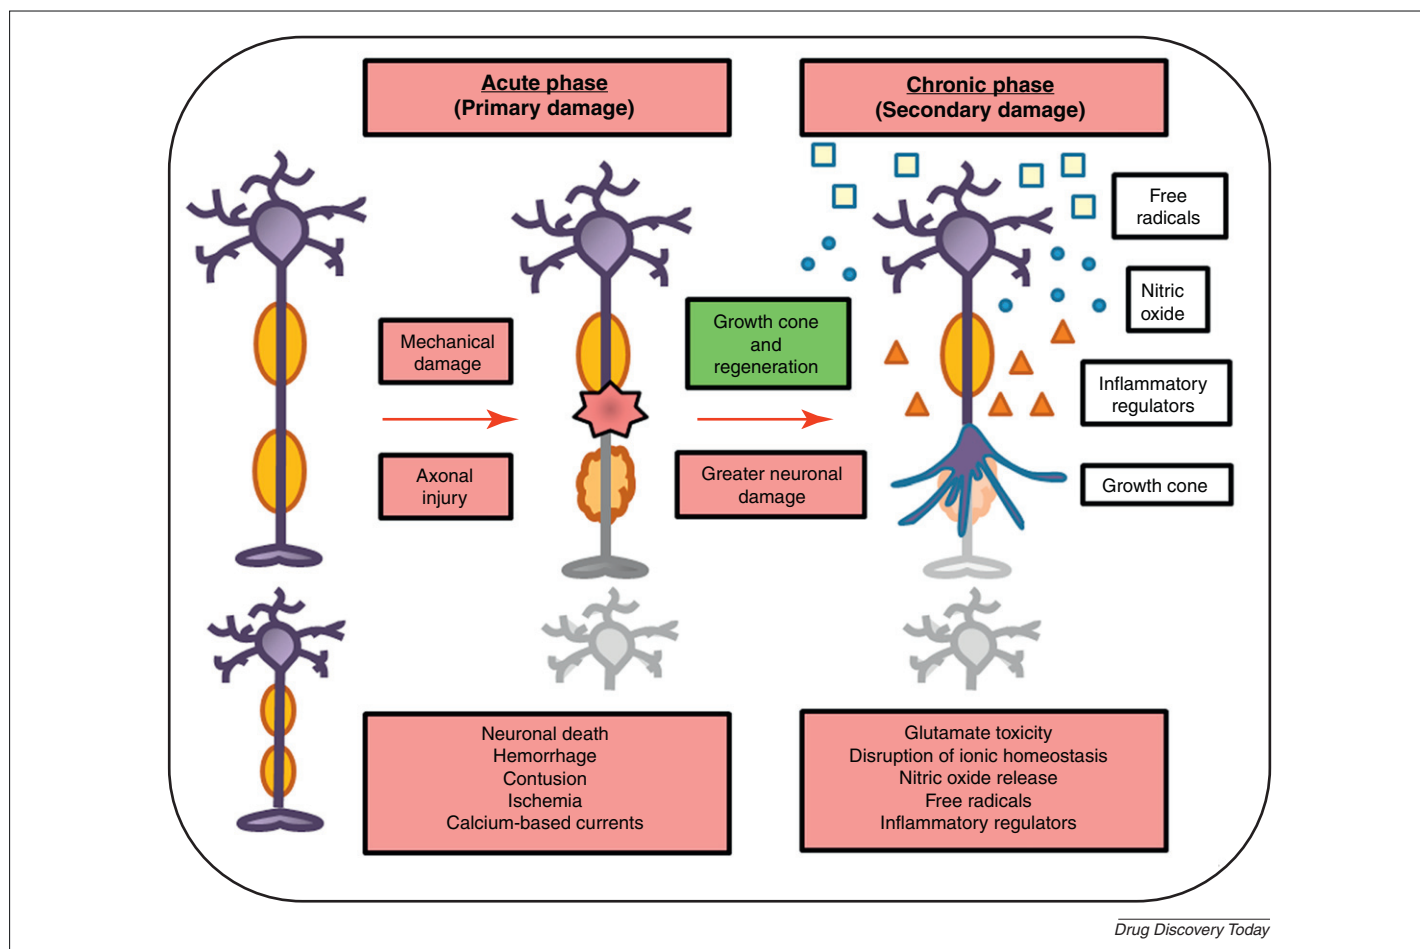 Acute phase
(Primary damage)
Chronic phase
(Secondary damage)
Free
radicals
Nitric
oxide
Mechanical
damage
Growth cone
and
regeneration
Inflammatory
regulators
Axonal
injury
Greater neuronal
damage
Growth cone
Neuronal death
Hemorrhage
Contusion
Ischemia
Calcium-based currents
Glutamate toxicity
Disruption of ionic homeostasis
Nitric oxide release
Free radicals
Inflammatory regulators
Drug Discovery Today